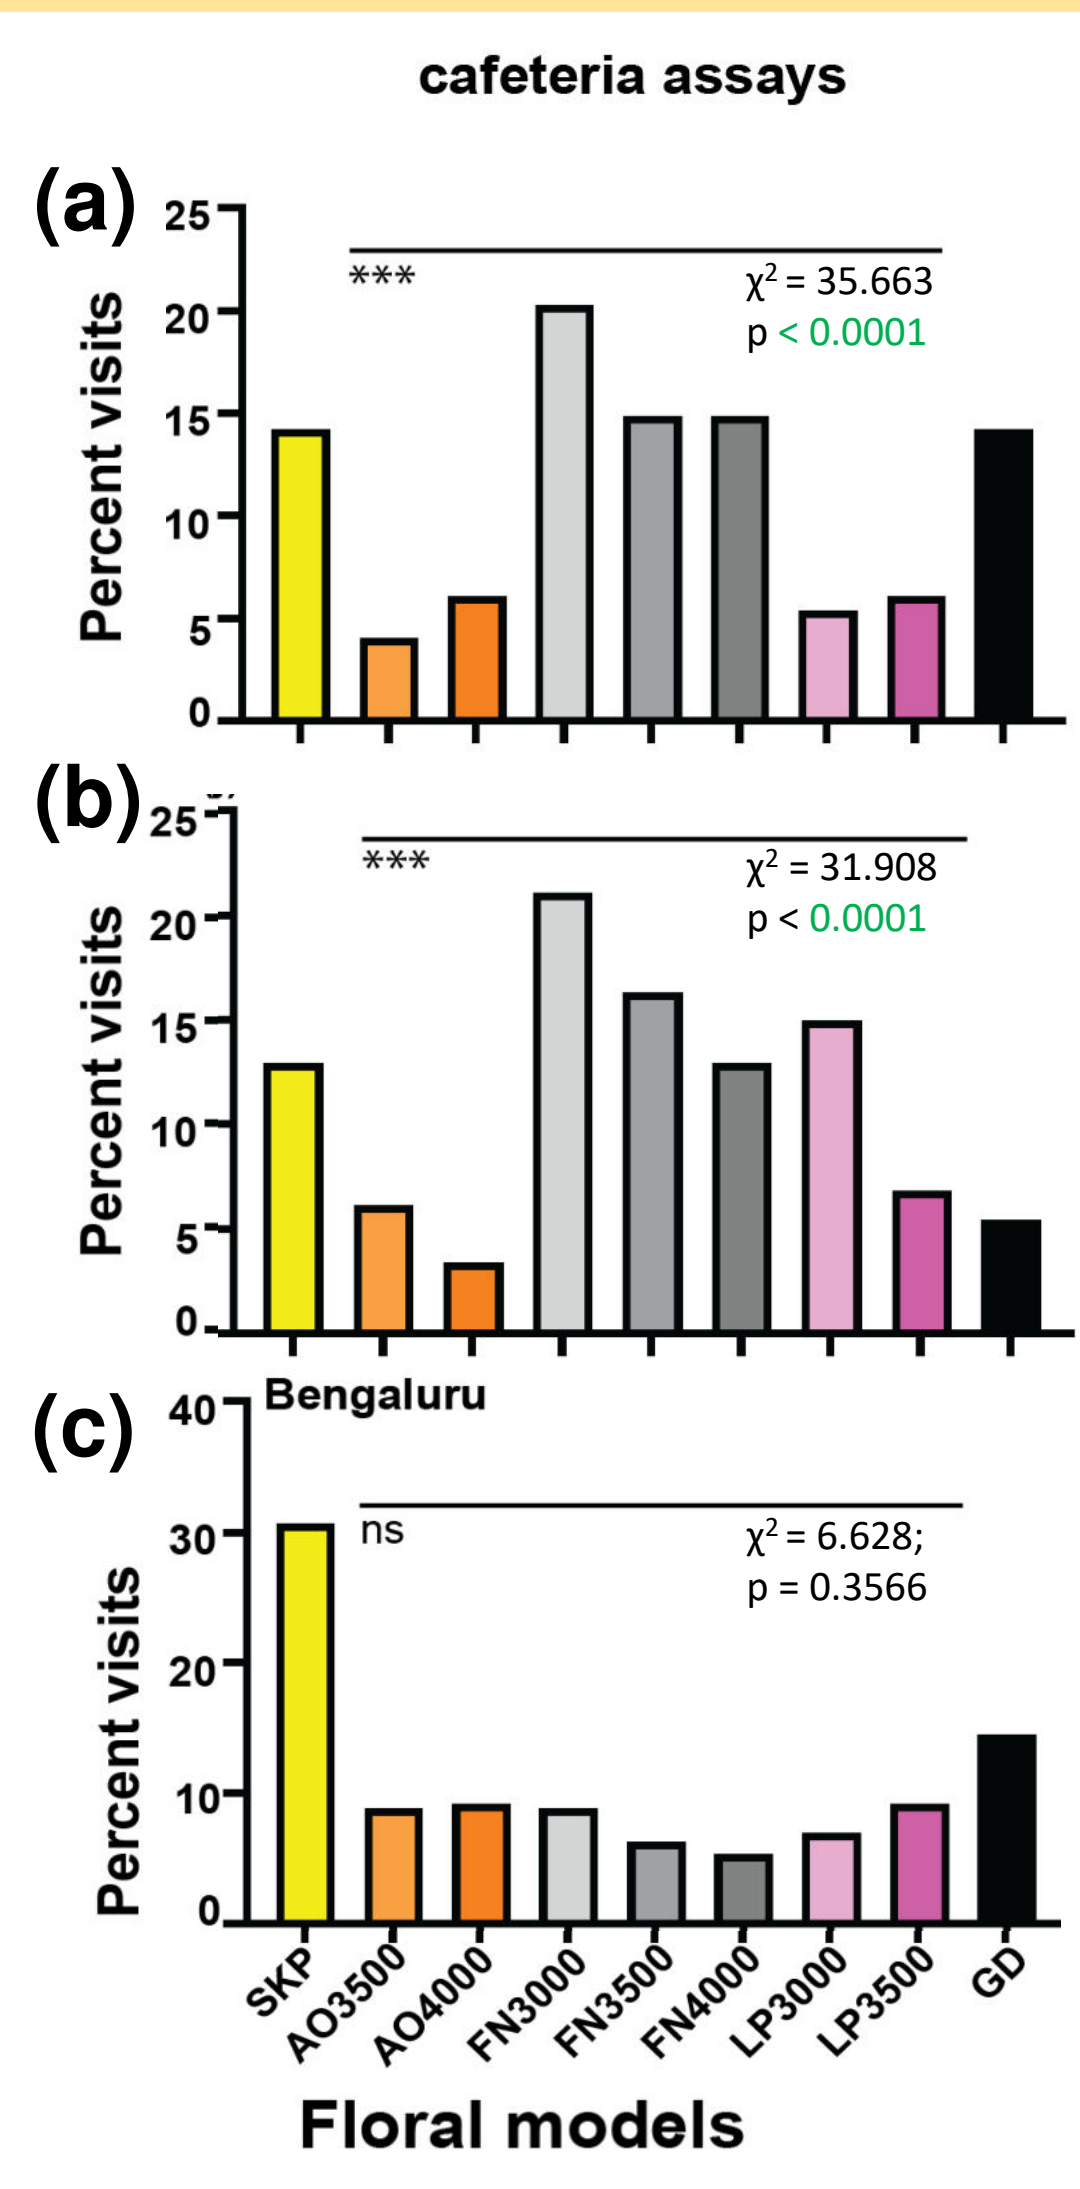 cafeteria assays
(a)
Percent visits
25
20
15
10
5
0
***
χ² = 35.663
p < 0.0001
(b)
Percent visits
25
20
15
10
5
0
***
χ² = 31.908
p < 0.0001
(c)
Bengaluru
Percent visits
40
30
20
10
0
ns
χ² = 6.628;
p = 0.3566
SKP
AO3500
AO4000
FN3000
FN3500
FN4000
LP3000
LP3500
GD
Floral models